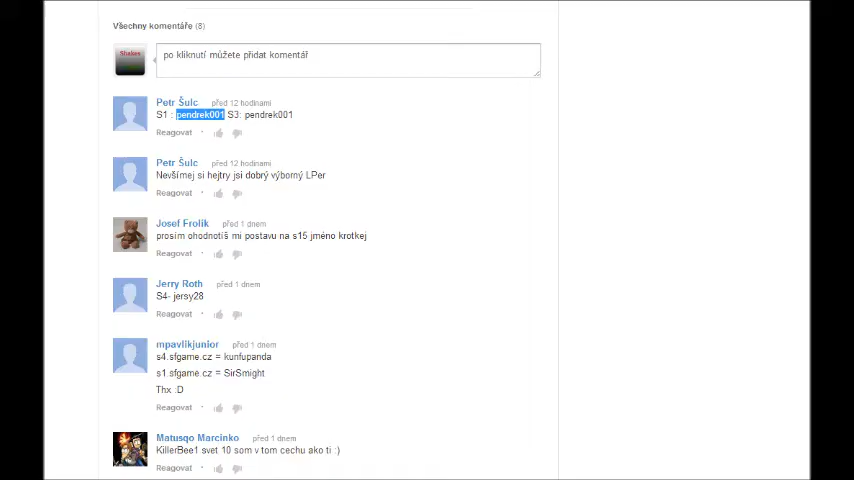 Všechny komentáře (8)
Shakes
po kliknutí můžete přidat komentář
Petr Šulc před 12 hodinami
S1 : pendrek001 S3: pendrek001
Reagovat
Petr Šulc před 12 hodinami
Nevšímej si hejtry jsi dobrý výborný LPer
Reagovat
Josef Frolík před 1 dnem
prosím ohodnotíš mi postavu na s15 jméno krotkej
Reagovat
Jerry Roth před 1 dnem
S4- jersy28
Reagovat
mpavlikjunior před 1 dnem
s4.sfgame.cz = kunfupanda
s1.sfgame.cz = SirSmight
Thx :D
Reagovat
Matusqo Marcinko před 1 dnem
KillerBee1 svet 10 som v tom cechu ako ti :)
Reagovat